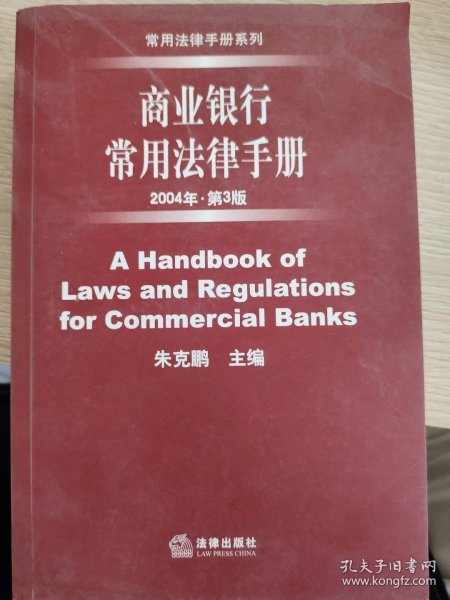 常用法律手册系列
商业银行
常用法律手册
2004年·第3版
A Handbook of
Laws and Regulations
for Commercial Banks
朱克鹏 主编
法律出版社
LAW PRESS CHINA
孔夫子旧书网
www.kongfz.com